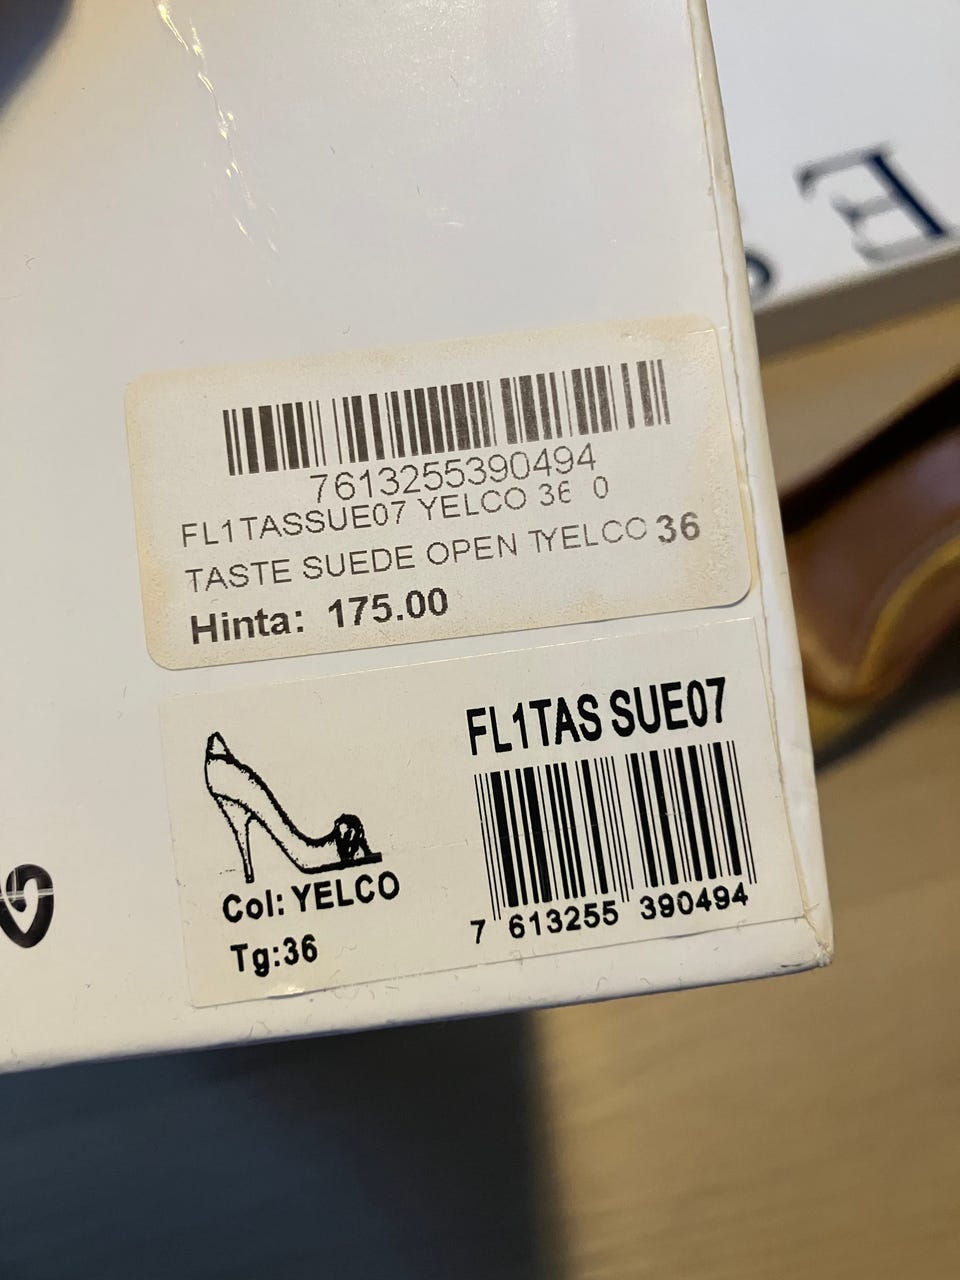 E
7613255390494
FL1TASSUE07 YELCO 36 0
TASTE SUEDE OPEN TYELCO 36
Hinta: 175.00
FL1TAS SUE07
Col: YELCO
Tg:36
7 613255 390494